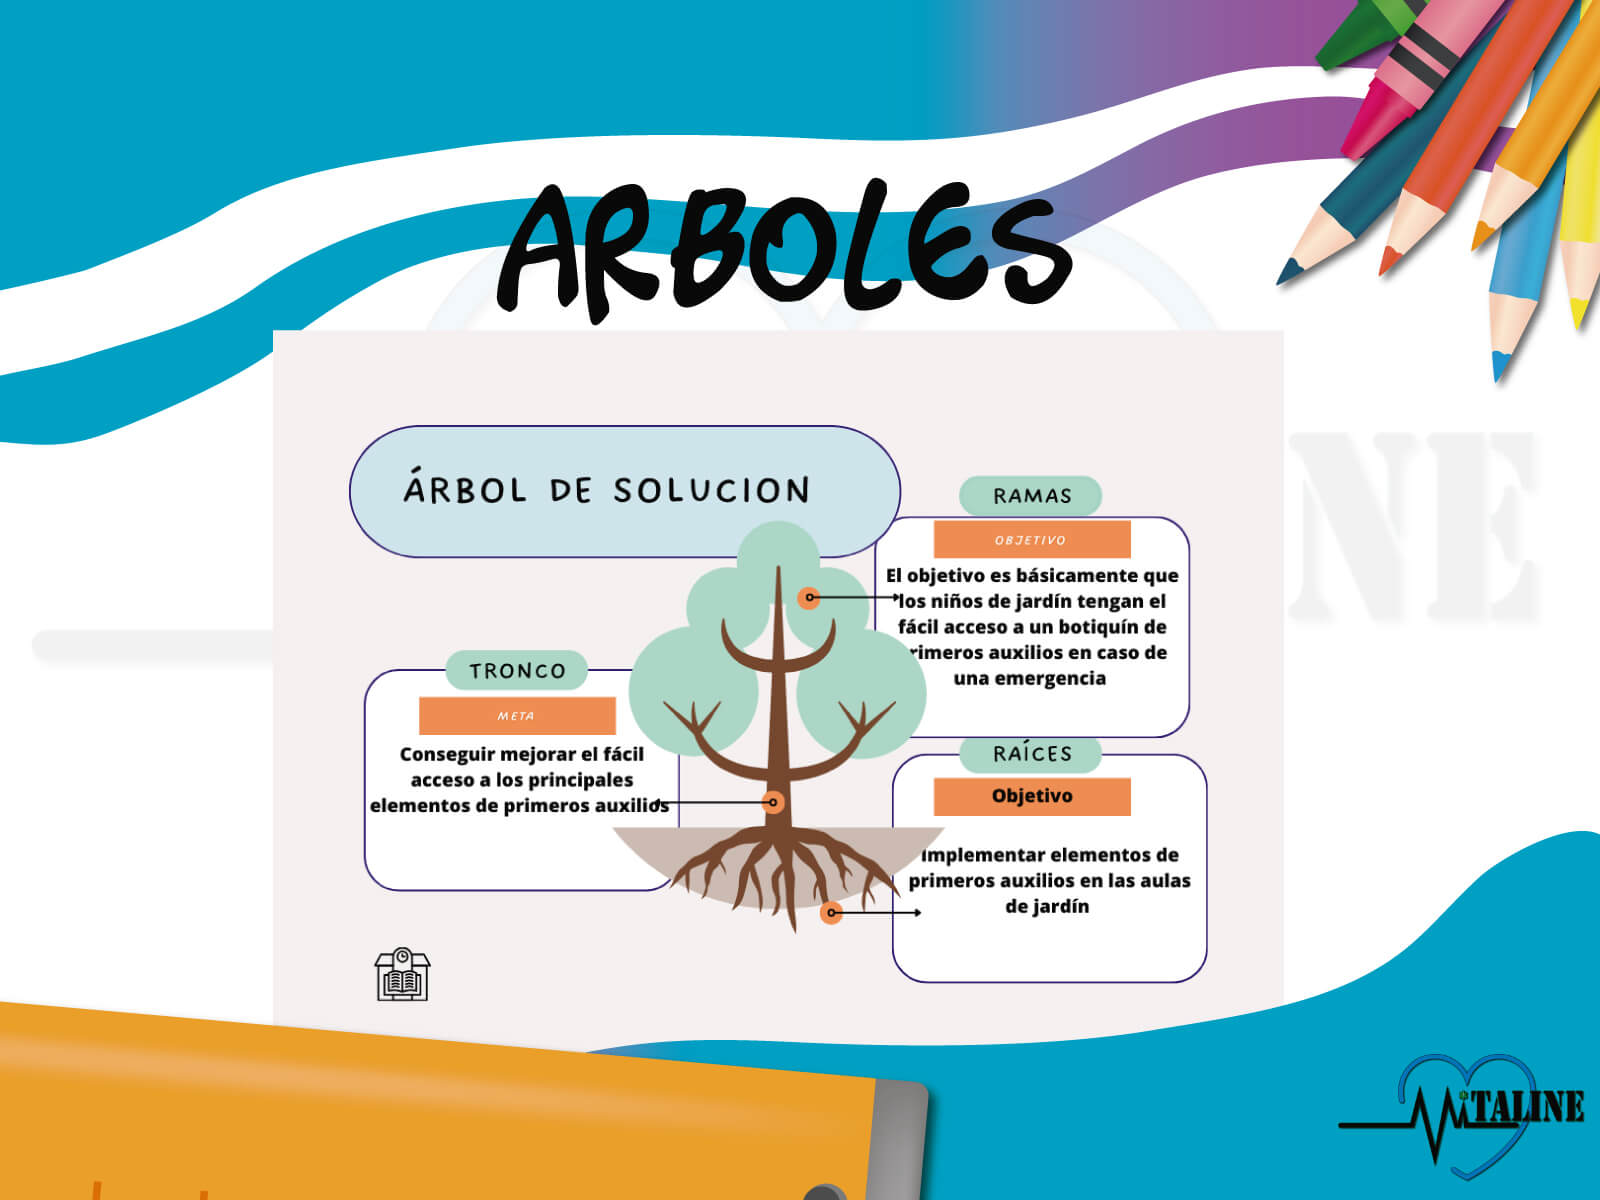 ARBOLES
ÁRBOL DE SOLUCION
RAMAS
OBJETIVO
El objetivo es básicamente que
los niños de jardín tengan el
fácil acceso a un botiquín de
primeros auxilios en caso de
una emergencia
TRONCO
META
Conseguir mejorar el fácil
acceso a los principales
elementos de primeros auxilios
RAÍCES
Objetivo
Implementar elementos de
primeros auxilios en las aulas
de jardín
NE
VITALINE